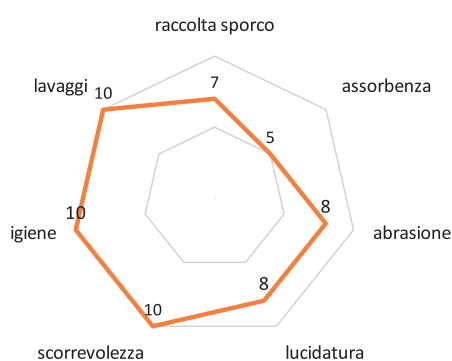 raccolta sporco
lavaggi
10
7
assorbenza
5
10
igiene
8
abrasione
8
10
scorrevolezza
lucidatura